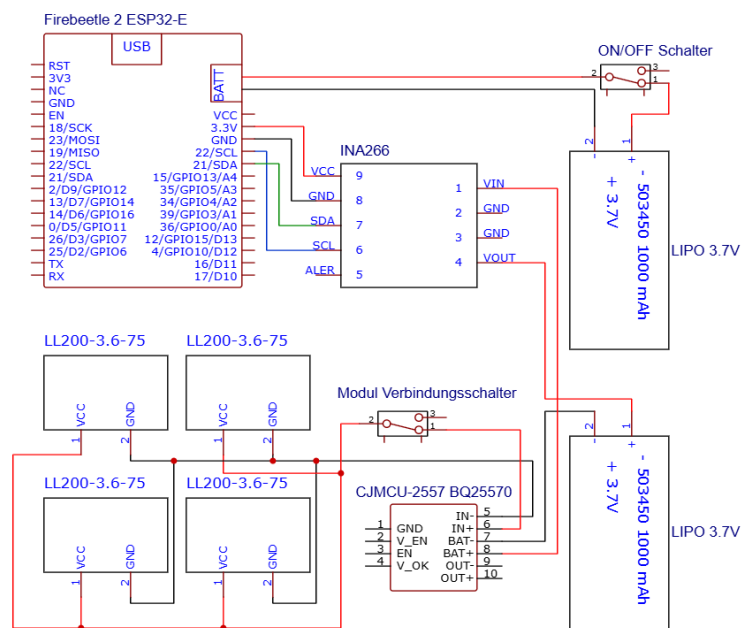 Firebeetle 2 ESP32-E
USB
BATT
RST
3V3
NC
GND
EN
18/SCK
23/MOSI
19/MISO
22/SCL
21/SDA
2/D9/GPIO12
13/D7/GPIO14
14/D6/GPIO16
0/D5/GPIO11
26/D3/GPIO7
25/D2/GPIO6
TX
RX
VCC
3.3V
GND
22/SCL
21/SDA
15/GPIO13/A4
35/GPIO5/A3
34/GPIO4/A2
39/GPIO3/A1
36/GPIO0/A0
12/GPIO15/D13
4/GPIO10/D12
16/D11
17/D10
ON/OFF Schalter
2
3
1
INA266
VCC 9
GND 8
SDA 7
SCL 6
ALER 5
1 VIN
2 GND
3 GND
4 VOUT
2
1
- +
- 503450 1000 mAh
+ 3.7V
LIPO 3.7V
LL200-3.6-75
VCC
GND
1
2
LL200-3.6-75
VCC
GND
1
2
LL200-3.6-75
VCC
GND
1
2
LL200-3.6-75
VCC
GND
1
2
Modul Verbindungsschalter
2
3
1
CJMCU-2557 BQ25570
1 GND
2 V_EN
3 EN
4 V_OK
IN- 5
IN+ 6
BAT- 7
BAT+ 8
OUT- 9
OUT+ 10
2
1
- +
- 503450 1000 mAh
+ 3.7V
LIPO 3.7V